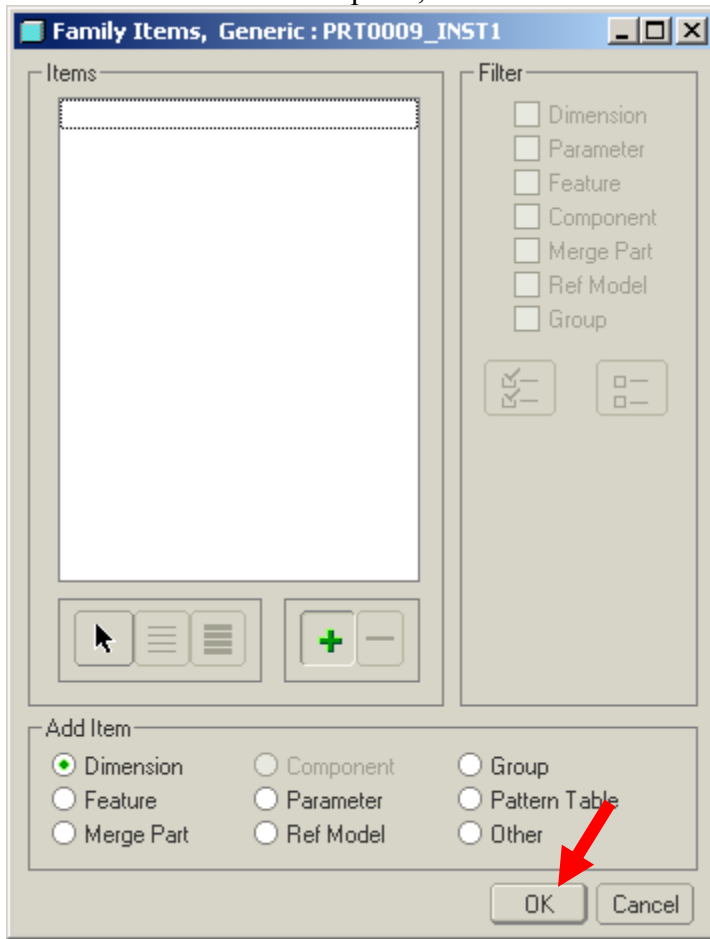 Family Items, Generic : PRT0009_INST1
Items
Filter
Dimension
Parameter
Feature
Component
Merge Part
Ref Model
Group
Add Item
Dimension
Component
Group
Feature
Parameter
Pattern Table
Merge Part
Ref Model
Other
OK
Cancel